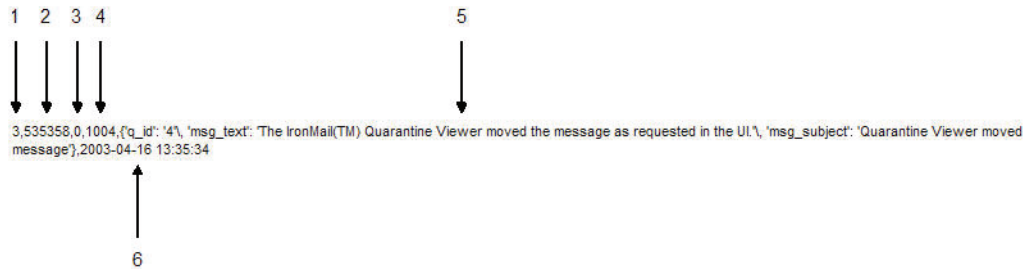 1 2 3 4 5
3,535358,0,1004,{'q_id': '4'\, 'msg_text': 'The IronMail(TM) Quarantine Viewer moved the message as requested in the UI.'\, 'msg_subject': 'Quarantine Viewer moved
message'},2003-04-16 13:35:34
6